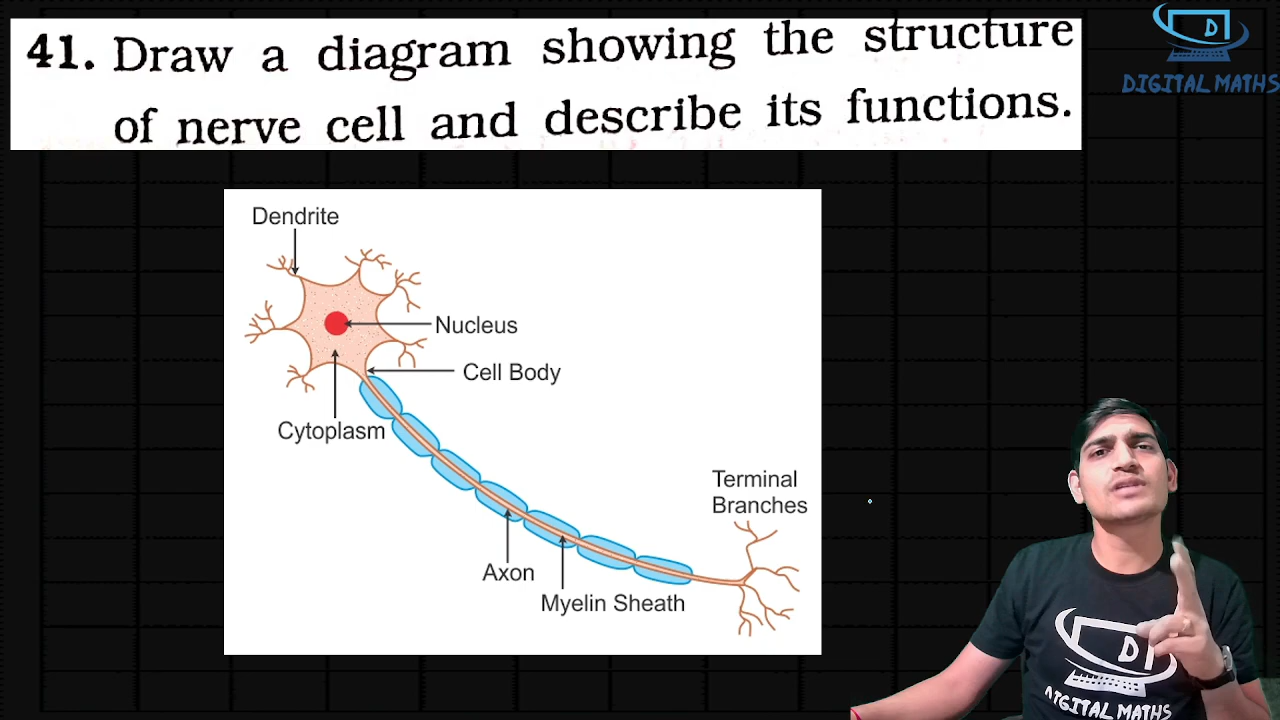 41. Draw a diagram showing the structure
of nerve cell and describe its functions.
D
DIGITAL MATHS
Dendrite
Nucleus
Cell Body
Cytoplasm
Terminal
Branches
Axon
Myelin Sheath
D
DIGITAL MATHS